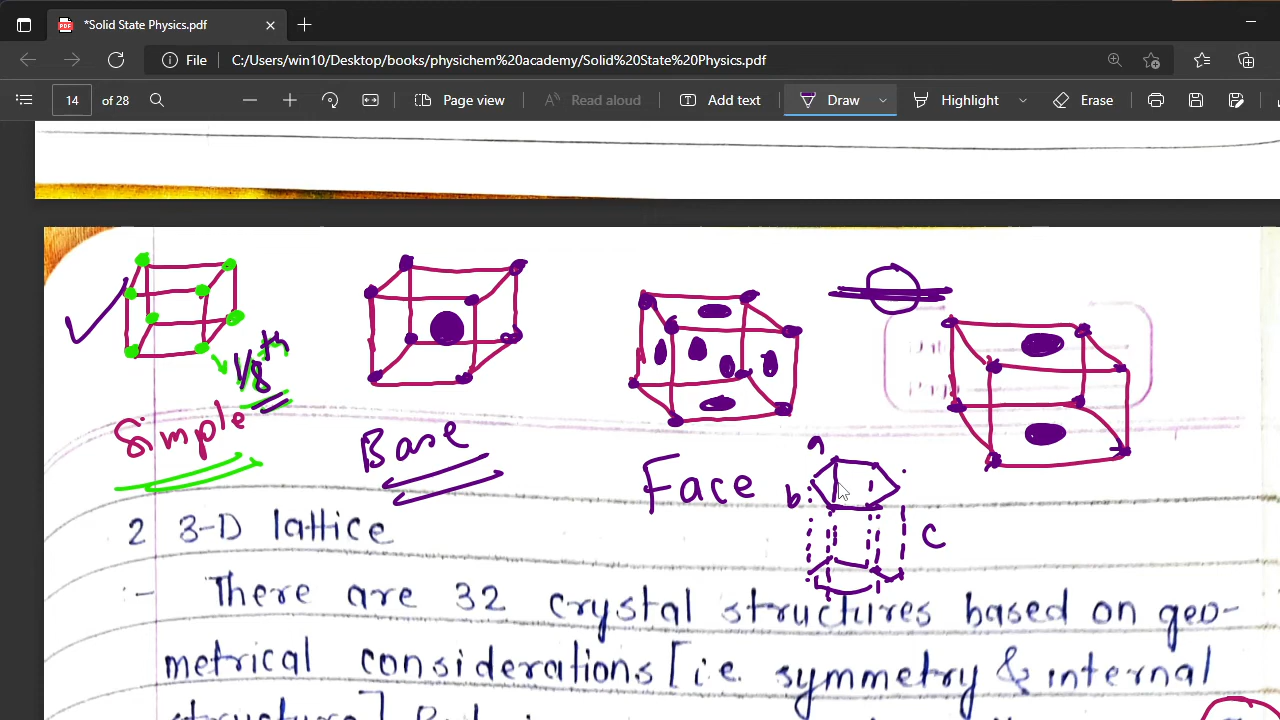 *Solid State Physics.pdf
File C:/Users/win10/Desktop/books/physichem%20academy/Solid%20State%20Physics.pdf
14 of 28 Page view Read aloud Add text Draw Highlight Erase
1/8th
Simple
Base
Face
a
b
c
2 3-D lattice
:- There are 32 crystal structures based on geo-
metrical considerations [i.e. symmetry & internal
structure]